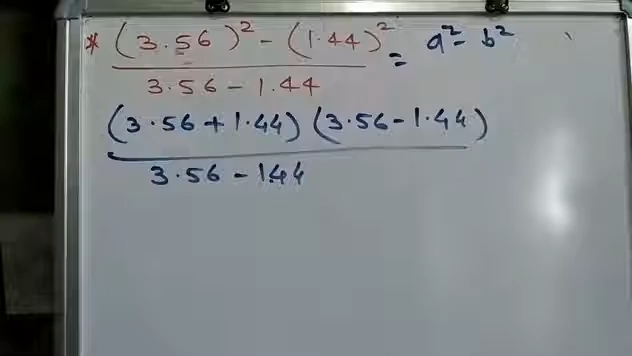 * (3.56)² - (1.44)² = a² - b²
3.56 - 1.44
(3.56 + 1.44) (3.56 - 1.44)
3.56 - 1.44